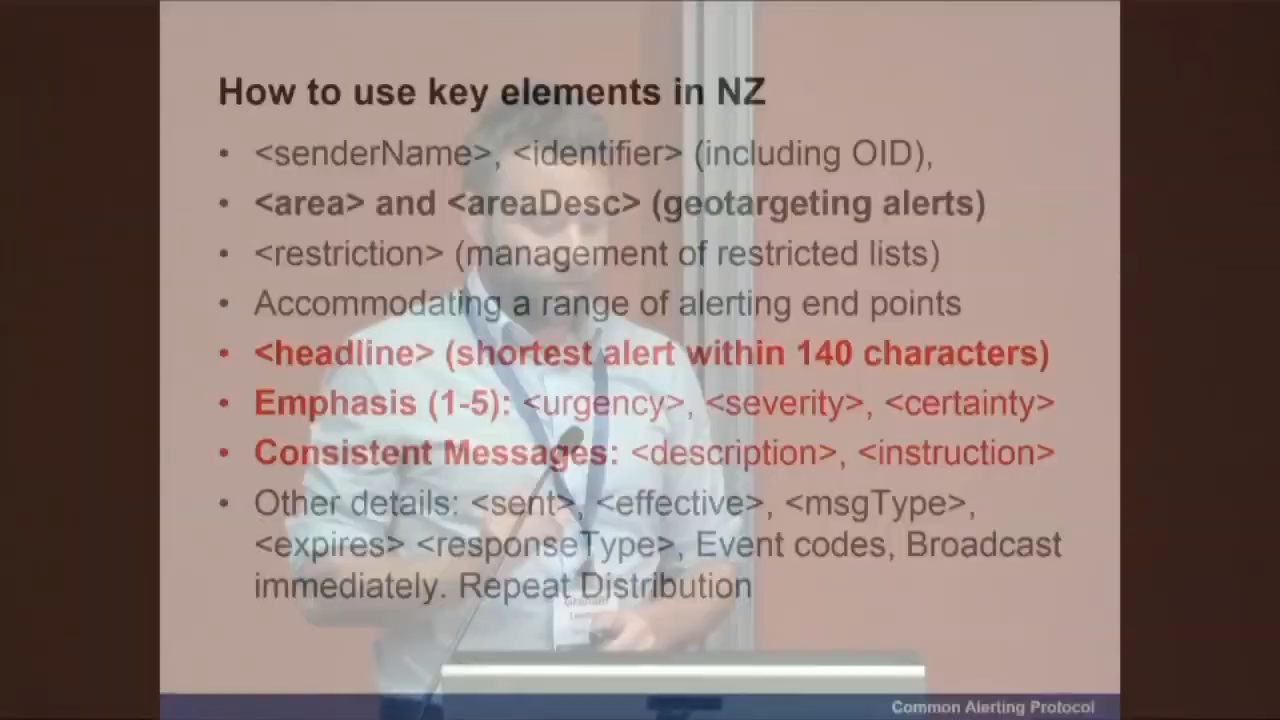 How to use key elements in NZ
• <senderName>, <identifier> (including OID),
• <area> and <areaDesc> (geotargeting alerts)
• <restriction> (management of restricted lists)
• Accommodating a range of alerting end points
• <headline> (shortest alert within 140 characters)
• Emphasis (1-5): <urgency>, <severity>, <certainty>
• Consistent Messages: <description>, <instruction>
• Other details: <sent>, <effective>, <msgType>,
<expires> <responseType>, Event codes, Broadcast
immediately. Repeat Distribution
Common Alerting Protocol